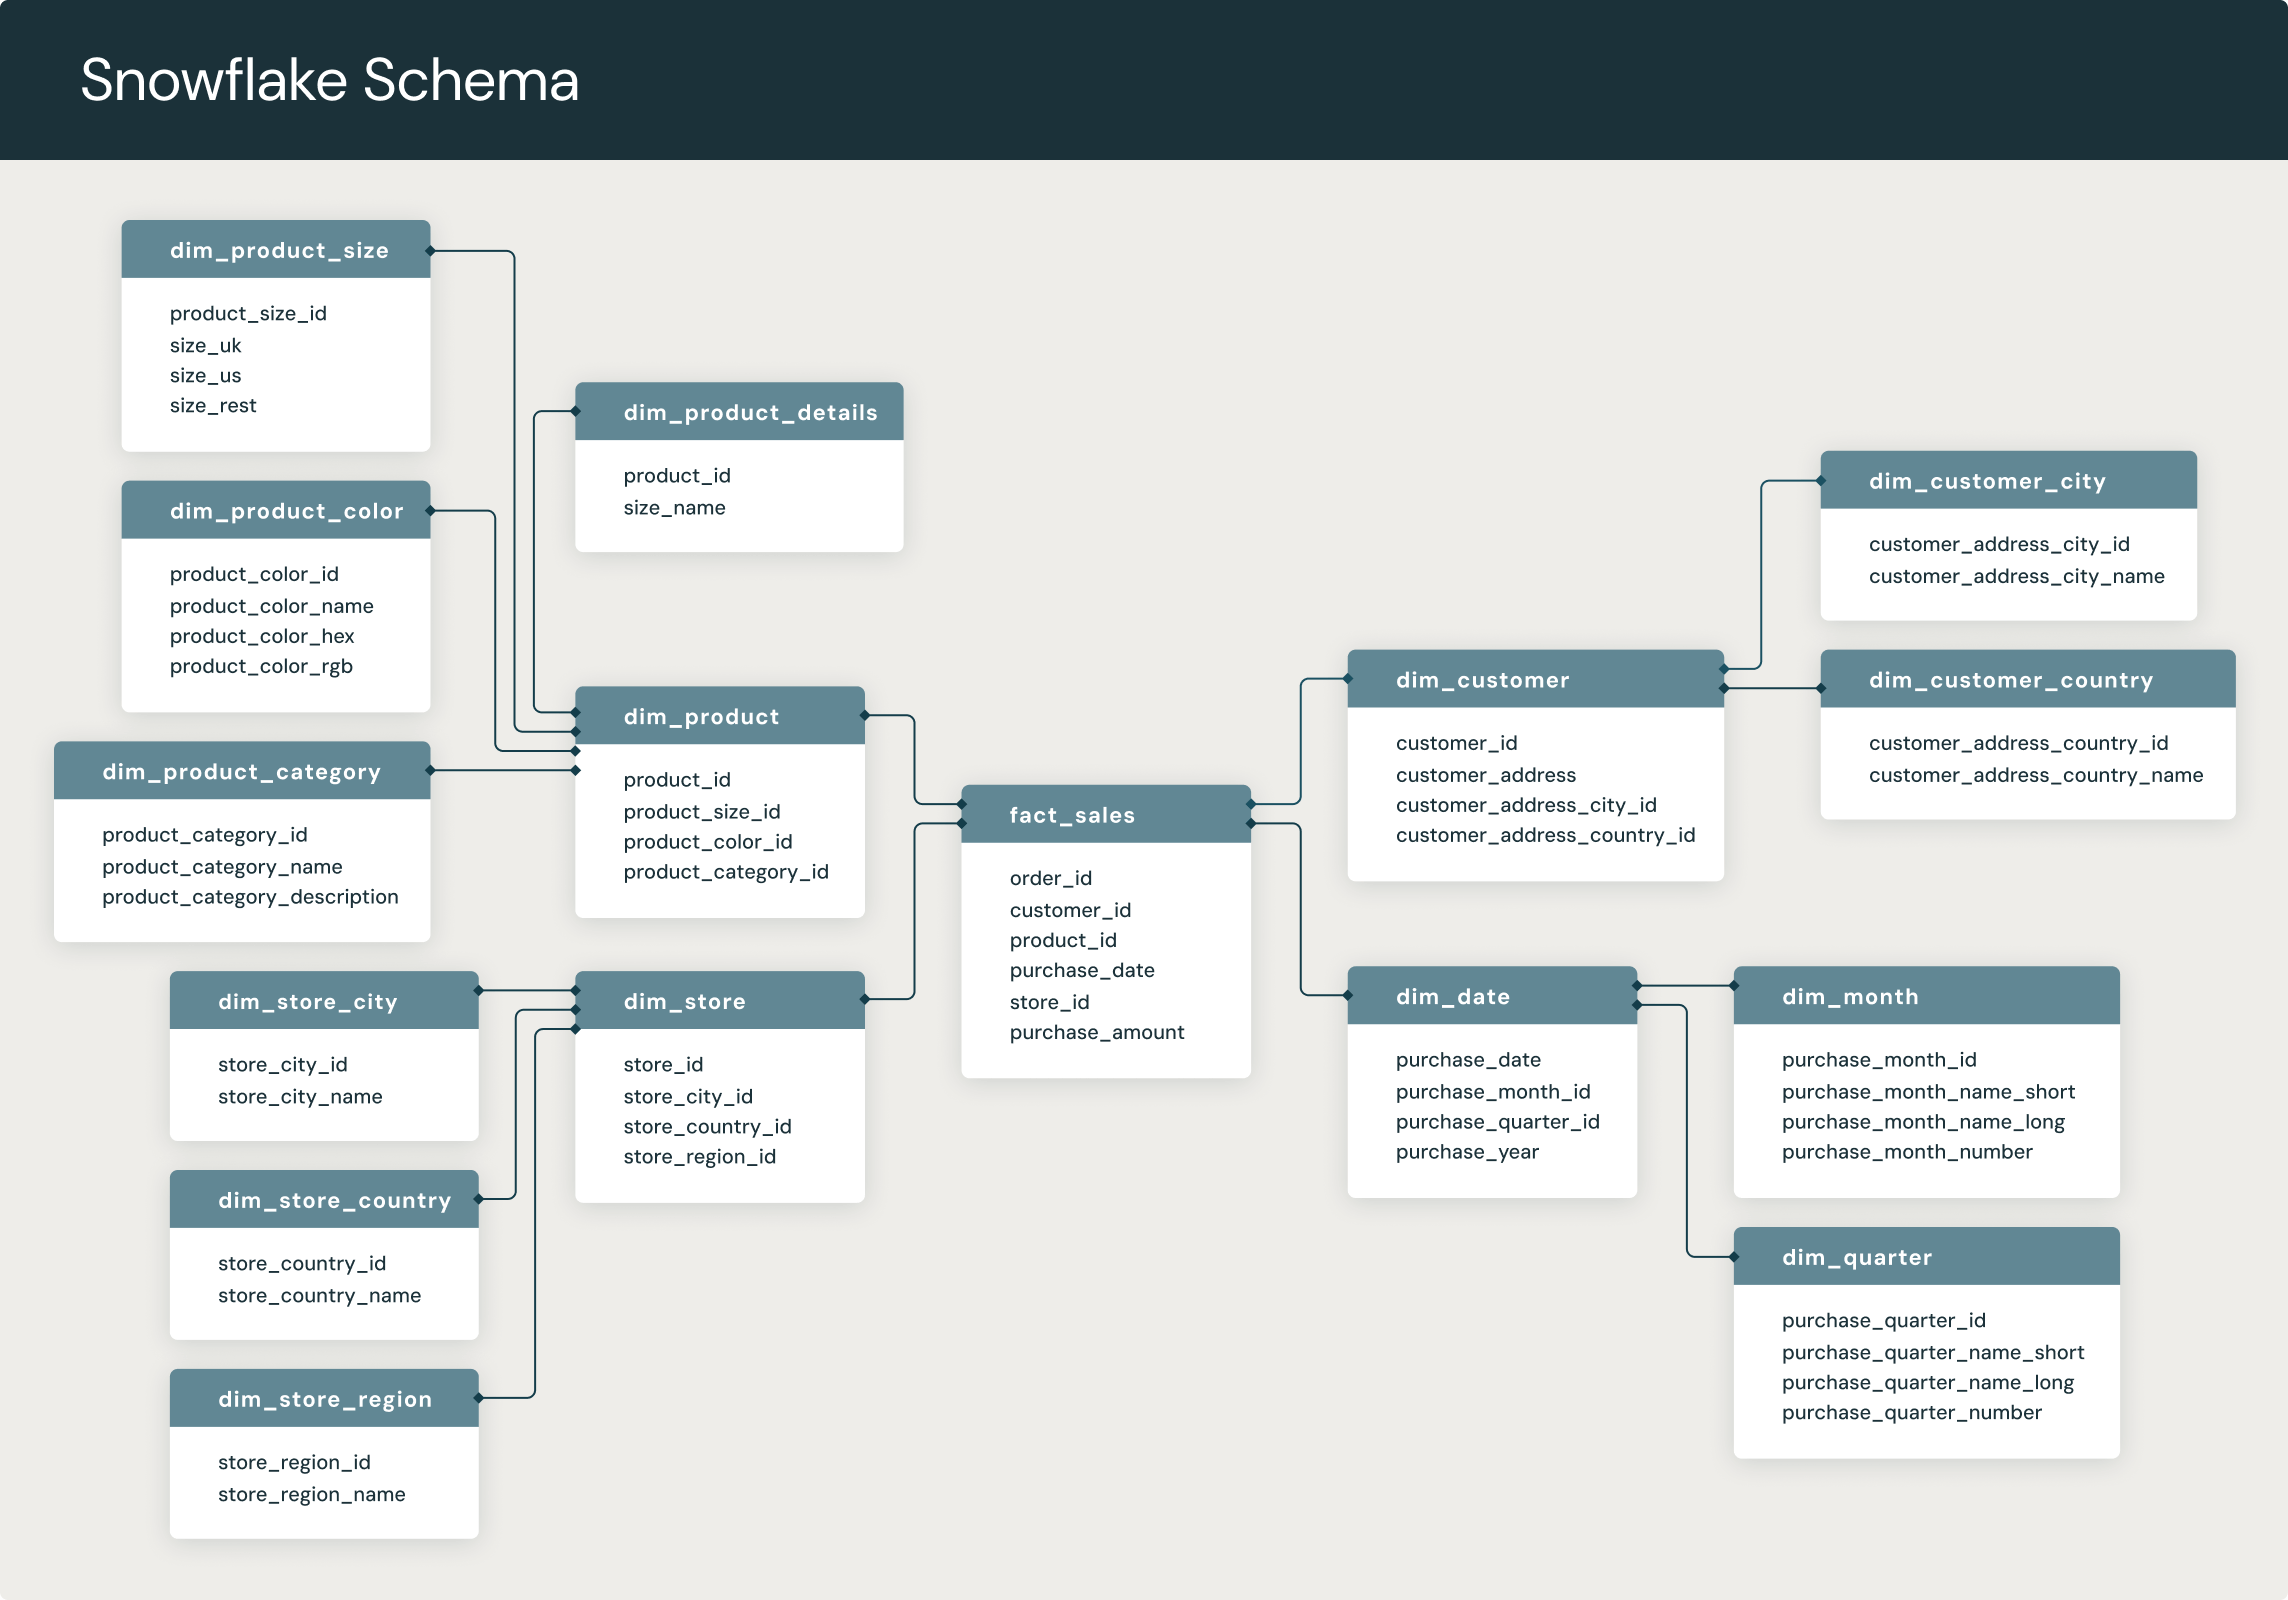 Snowflake Schema
dim_product_size
product_size_id
size_uk
size_us
size_rest
dim_product_color
product_color_id
product_color_name
product_color_hex
product_color_rgb
dim_product_category
product_category_id
product_category_name
product_category_description
dim_product_details
product_id
size_name
dim_product
product_id
product_size_id
product_color_id
product_category_id
dim_store_city
store_city_id
store_city_name
dim_store_country
store_country_id
store_country_name
dim_store_region
store_region_id
store_region_name
dim_store
store_id
store_city_id
store_country_id
store_region_id
fact_sales
order_id
customer_id
product_id
purchase_date
store_id
purchase_amount
dim_customer
customer_id
customer_address
customer_address_city_id
customer_address_country_id
dim_customer_city
customer_address_city_id
customer_address_city_name
dim_customer_country
customer_address_country_id
customer_address_country_name
dim_date
purchase_date
purchase_month_id
purchase_quarter_id
purchase_year
dim_month
purchase_month_id
purchase_month_name_short
purchase_month_name_long
purchase_month_number
dim_quarter
purchase_quarter_id
purchase_quarter_name_short
purchase_quarter_name_long
purchase_quarter_number